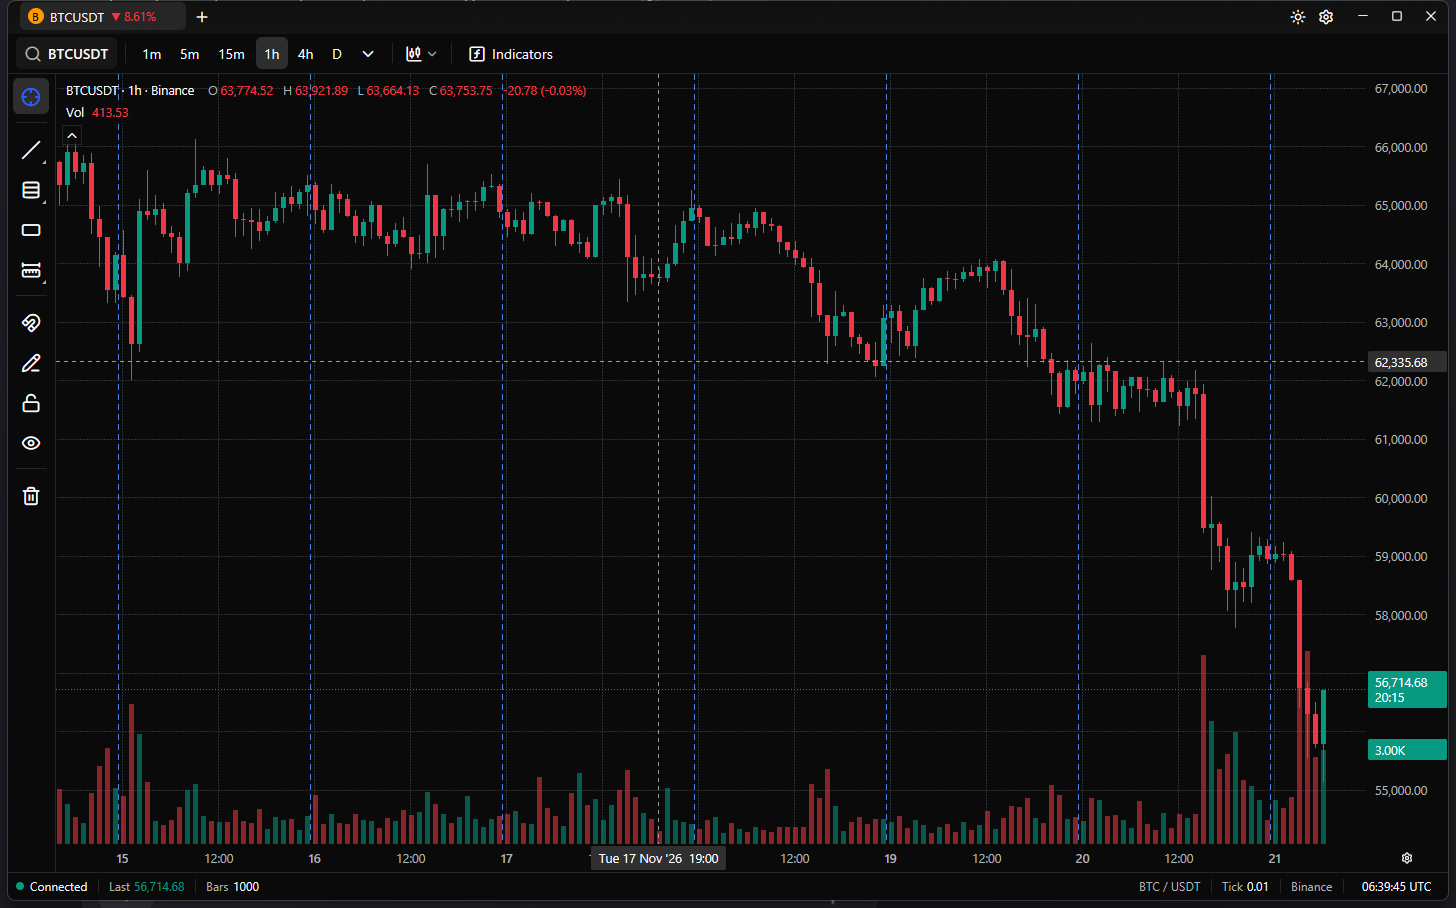 BTCUSDT ▼ 8.61% +
BTCUSDT 1m 5m 15m 1h 4h D Indicators
BTCUSDT · 1h · Binance O 63,774.52 H 63,921.89 L 63,664.13 C 63,753.75 -20.78 (-0.03%)
Vol 413.53
67,000.00
66,000.00
65,000.00
64,000.00
63,000.00
62,335.68
62,000.00
61,000.00
60,000.00
59,000.00
58,000.00
56,714.68
20:15
3.00K
55,000.00
15 12:00 16 12:00 17 Tue 17 Nov '26 19:00 12:00 19 12:00 20 12:00 21
Connected Last 56,714.68 Bars 1000 BTC / USDT Tick 0.01 Binance 06:39:45 UTC